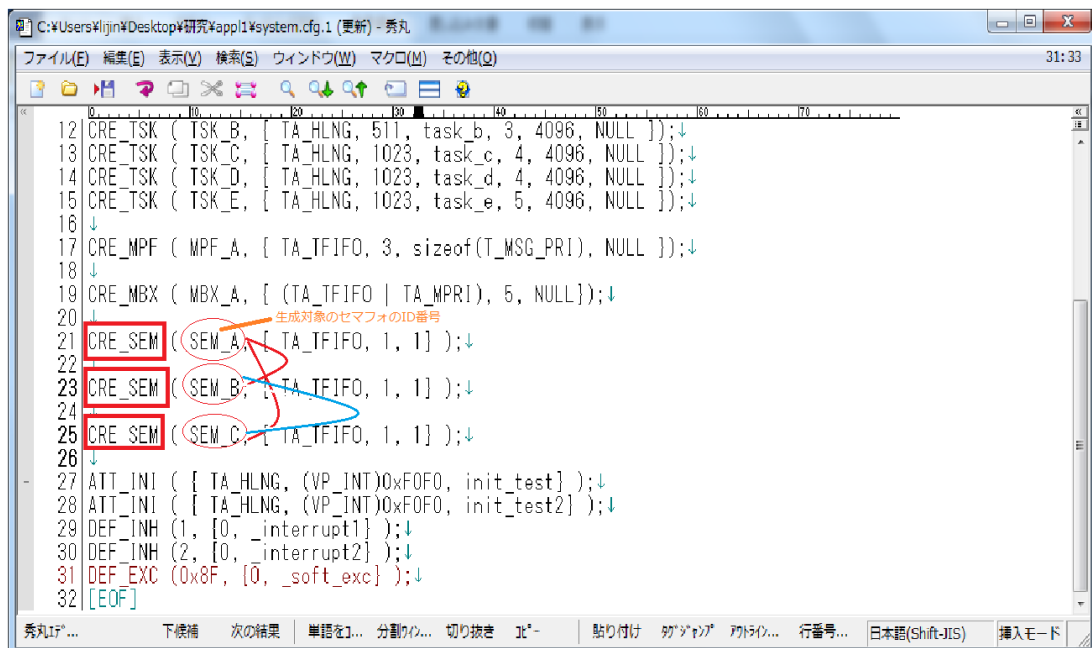 C:¥Users¥lijin¥Desktop¥研究¥appl1¥system.cfg.1 (更新) - 秀丸
ファイル(F) 編集(E) 表示(V) 検索(S) ウィンドウ(W) マクロ(M) その他(O) 31:33
0 10 20 30 40 50 60 70
12 CRE_TSK ( TSK_B, { TA_HLNG, 511, task_b, 3, 4096, NULL });↓
13 CRE_TSK ( TSK_C, { TA_HLNG, 1023, task_c, 4, 4096, NULL });↓
14 CRE_TSK ( TSK_D, { TA_HLNG, 1023, task_d, 4, 4096, NULL });↓
15 CRE_TSK ( TSK_E, { TA_HLNG, 1023, task_e, 5, 4096, NULL });↓
16 ↓
17 CRE_MPF ( MPF_A, { TA_TFIFO, 3, sizeof(T_MSG_PRI), NULL });↓
18 ↓
19 CRE_MBX ( MBX_A, { (TA_TFIFO | TA_MPRI), 5, NULL});↓
20 ↓
生成対象のセマフォのID番号
21 CRE_SEM ( SEM_A, { TA_TFIFO, 1, 1} );↓
22 ↓
23 CRE_SEM ( SEM_B, { TA_TFIFO, 1, 1} );↓
24 ↓
25 CRE_SEM ( SEM_C, { TA_TFIFO, 1, 1} );↓
26 ↓
27 ATT_INI ( { TA_HLNG, (VP_INT)0xF0F0, init_test} );↓
28 ATT_INI ( { TA_HLNG, (VP_INT)0xF0F0, init_test2} );↓
29 DEF_INH (1, {0, _interrupt1} );↓
30 DEF_INH (2, {0, _interrupt2} );↓
31 DEF_EXC (0x8F, {0, _soft_exc} );↓
32 [EOF]
秀丸ｴﾃﾞ... 下候補 次の結果 単語をｺ... 分割ｳｨﾝ... 切り抜き ｺﾋﾟｰ 貼り付け ﾀｸﾞｼﾞｬﾝﾌﾟ ｱｳﾄﾗｲﾝ... 行番号... 日本語(Shift-JIS) 挿入モード